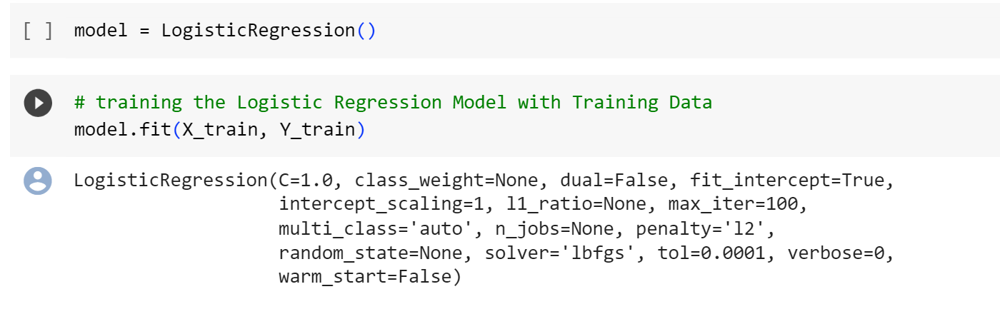 [ ] model = LogisticRegression()
# training the Logistic Regression Model with Training Data
model.fit(X_train, Y_train)
LogisticRegression(C=1.0, class_weight=None, dual=False, fit_intercept=True,
intercept_scaling=1, l1_ratio=None, max_iter=100,
multi_class='auto', n_jobs=None, penalty='l2',
random_state=None, solver='lbfgs', tol=0.0001, verbose=0,
warm_start=False)